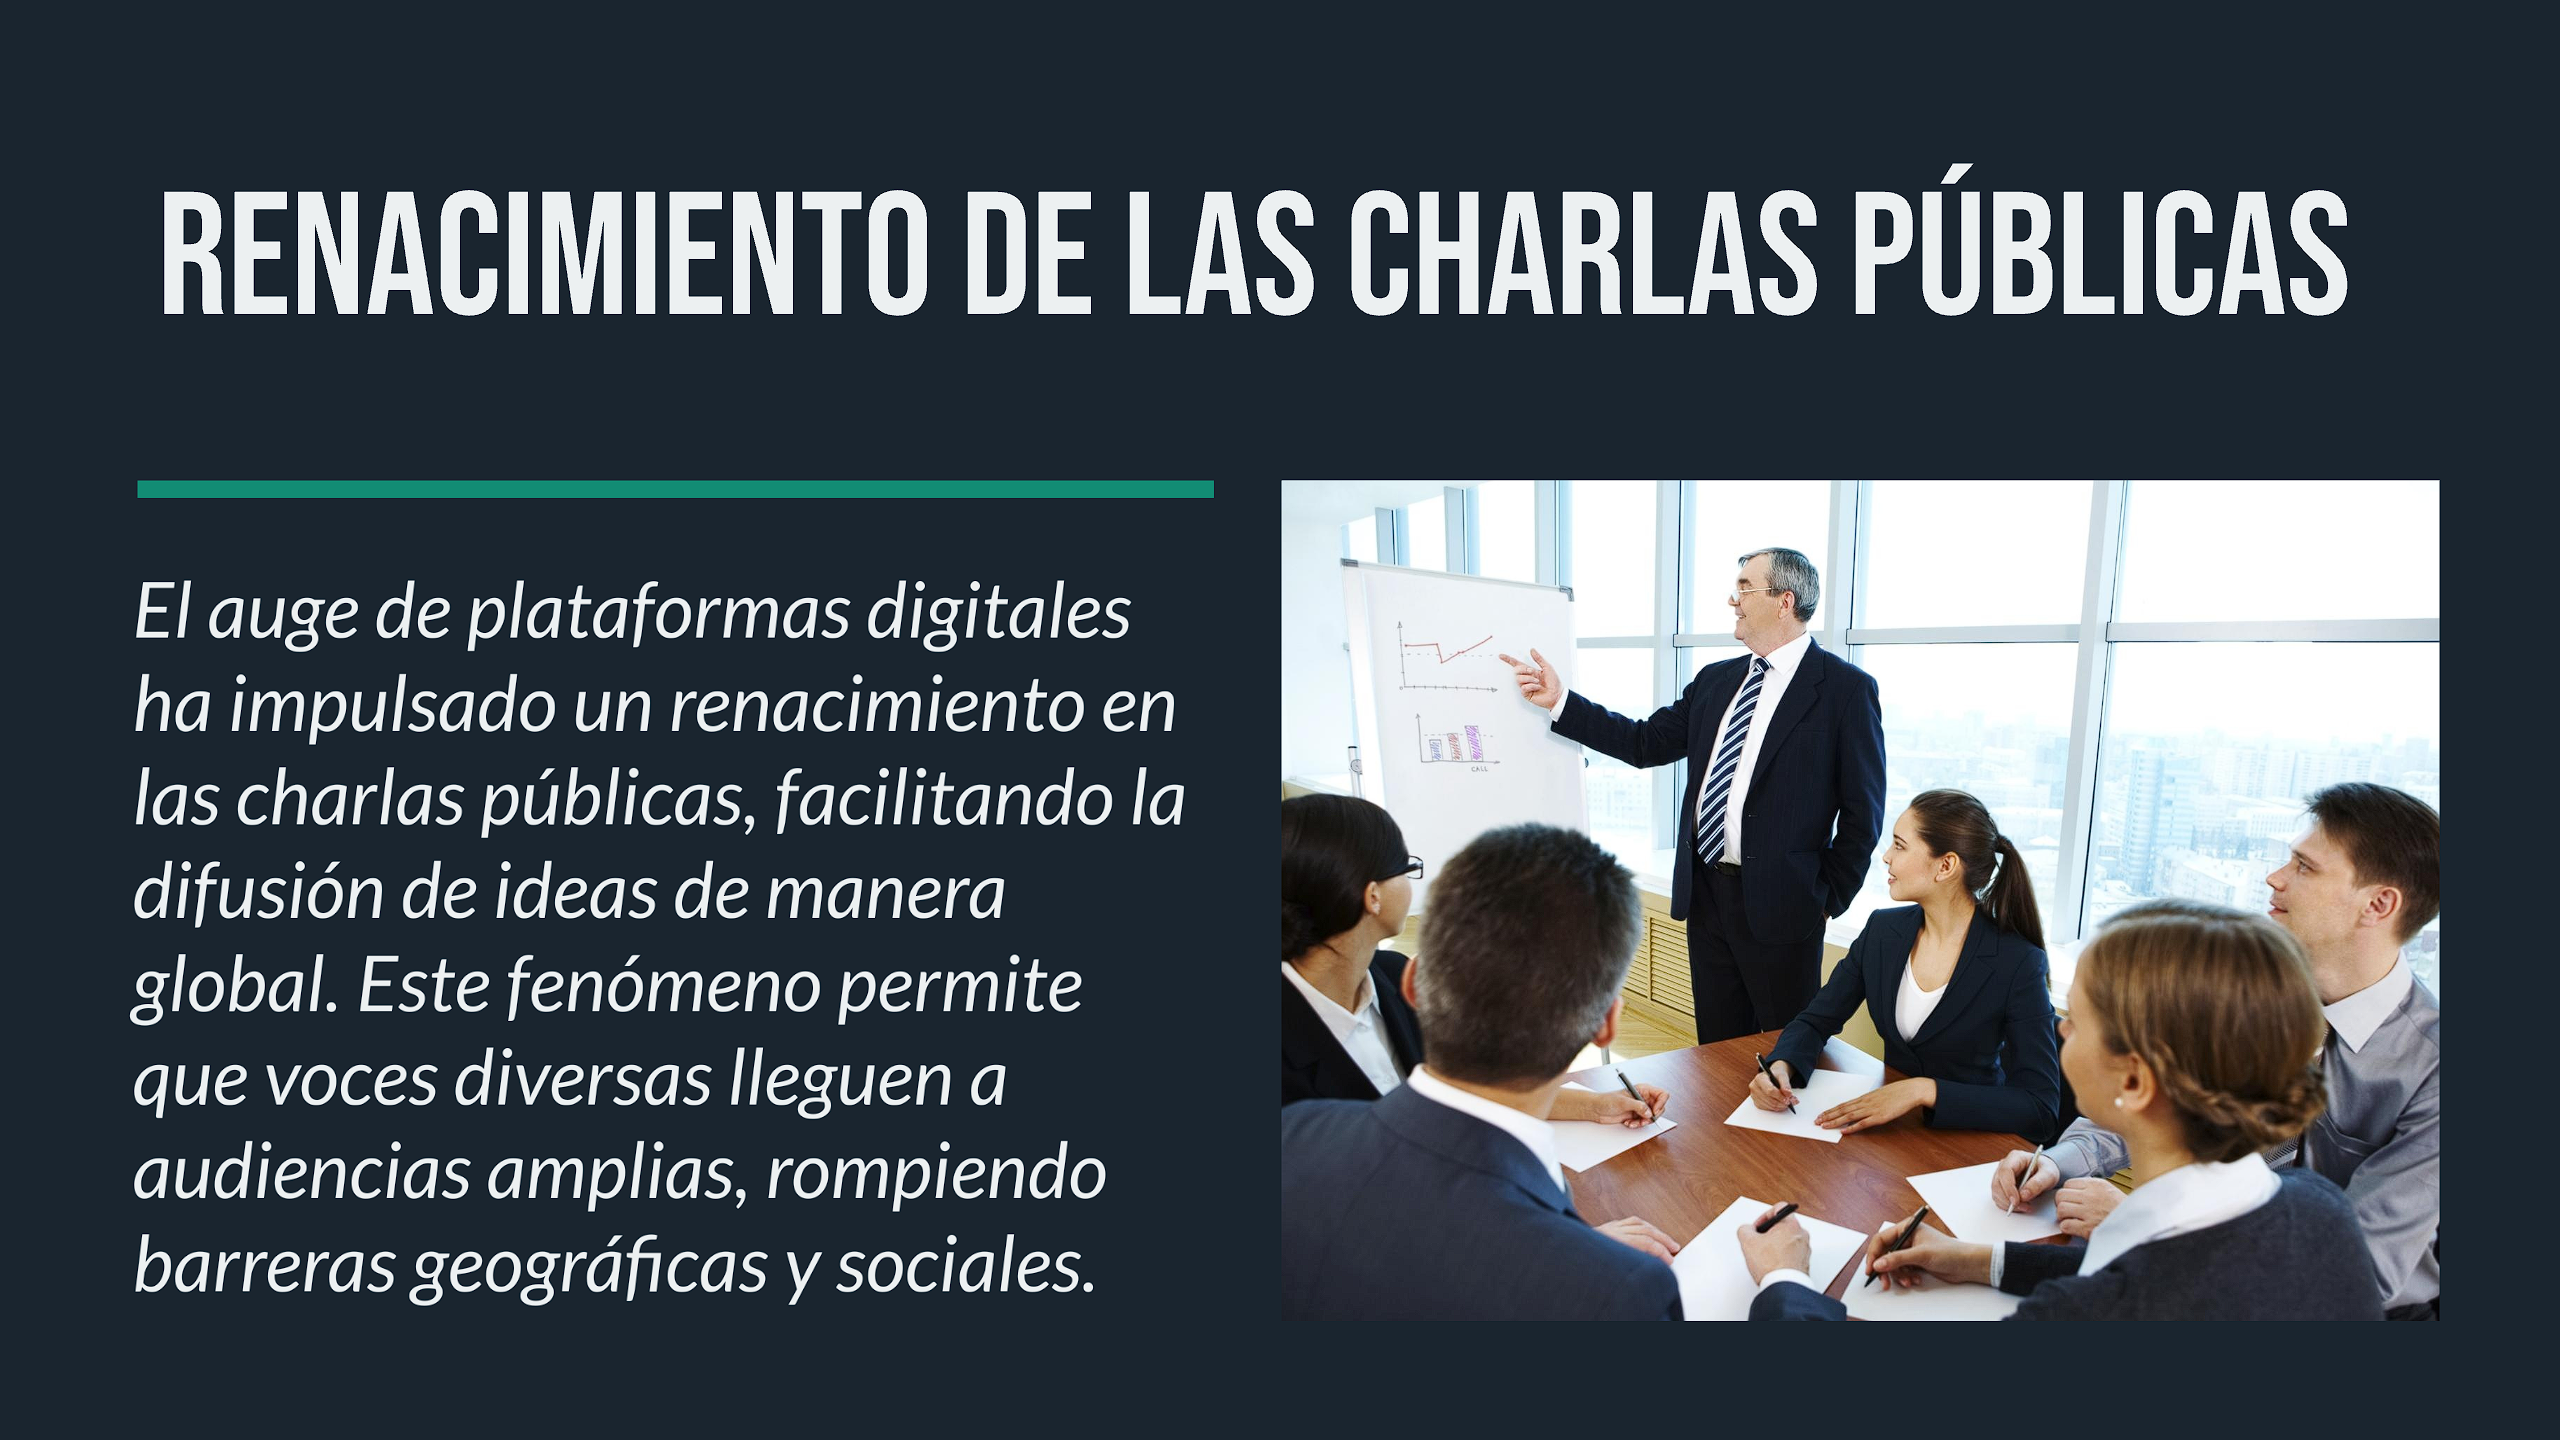 RENACIMIENTO DE LAS CHARLAS PÚBLICAS
El auge de plataformas digitales
ha impulsado un renacimiento en
las charlas públicas, facilitando la
difusión de ideas de manera
global. Este fenómeno permite
que voces diversas lleguen a
audiencias amplias, rompiendo
barreras geográficas y sociales.
CALL